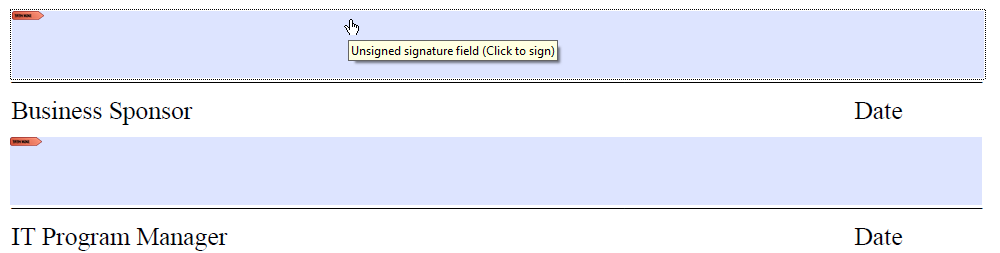 Unsigned signature field (Click to sign)
Business Sponsor Date
IT Program Manager Date